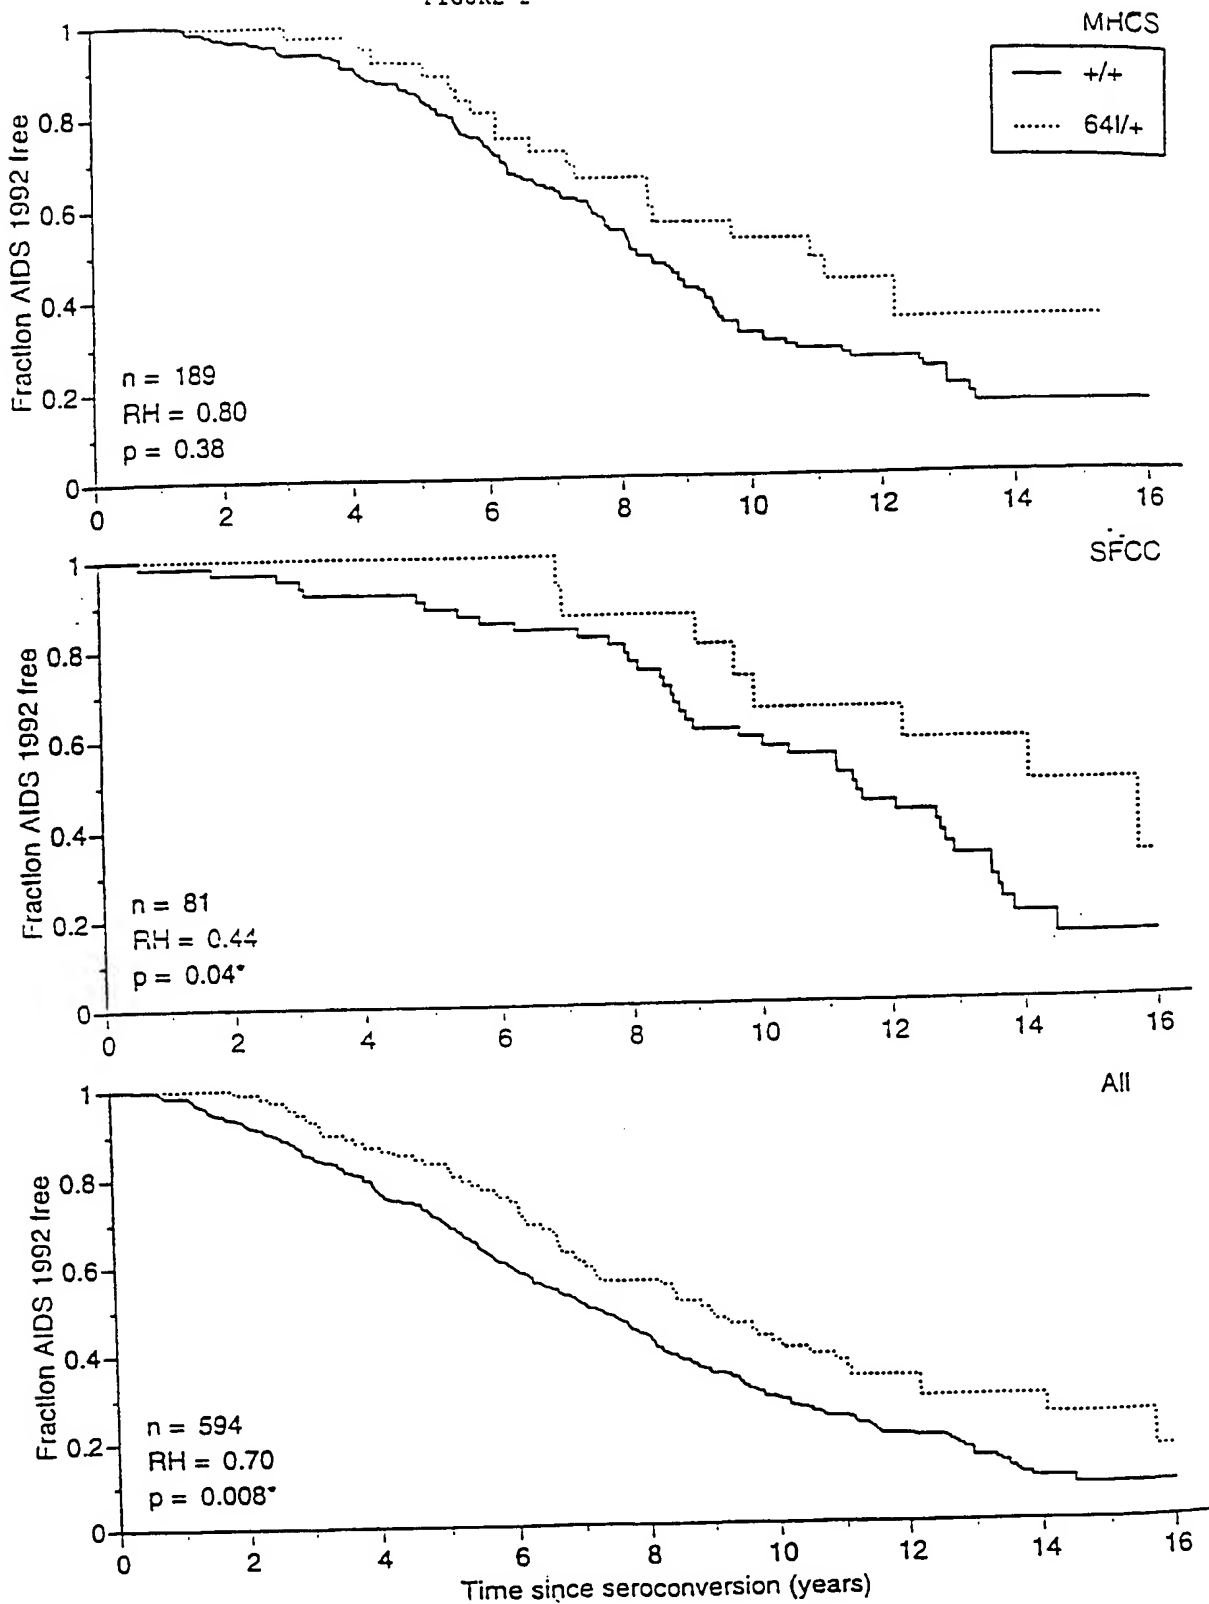 MHCS
+/+
64I/+
Fraction AIDS 1992 free
1
0.8
0.6
0.4
0.2
0
n = 189
RH = 0.80
p = 0.38
0 2 4 6 8 10 12 14 16
SFCC
Fraction AIDS 1992 free
1
0.8
0.6
0.4
0.2
0
n = 81
RH = 0.44
p = 0.04*
0 2 4 6 8 10 12 14 16
All
Fraction AIDS 1992 free
1
0.8
0.6
0.4
0.2
0
n = 594
RH = 0.70
p = 0.008*
0 2 4 6 8 10 12 14 16
Time since seroconversion (years)